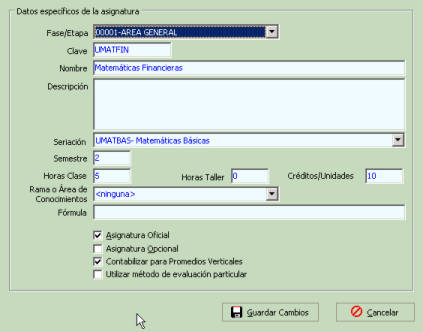 Datos específicos de la asignatura
Fase/Etapa 00001-AREA GENERAL
Clave UMATFIN
Nombre Matemáticas Financieras
Descripción
Seriación UMATBAS- Matemáticas Básicas
Semestre 2
Horas Clase 5 Horas Taller 0 Créditos/Unidades 10
Rama o Área de
Conocimientos <ninguna>
Fórmula
Asignatura Oficial
Asignatura Opcional
Contabilizar para Promedios Verticales
Utilizar método de evaluación particular
Guardar Cambios Cancelar